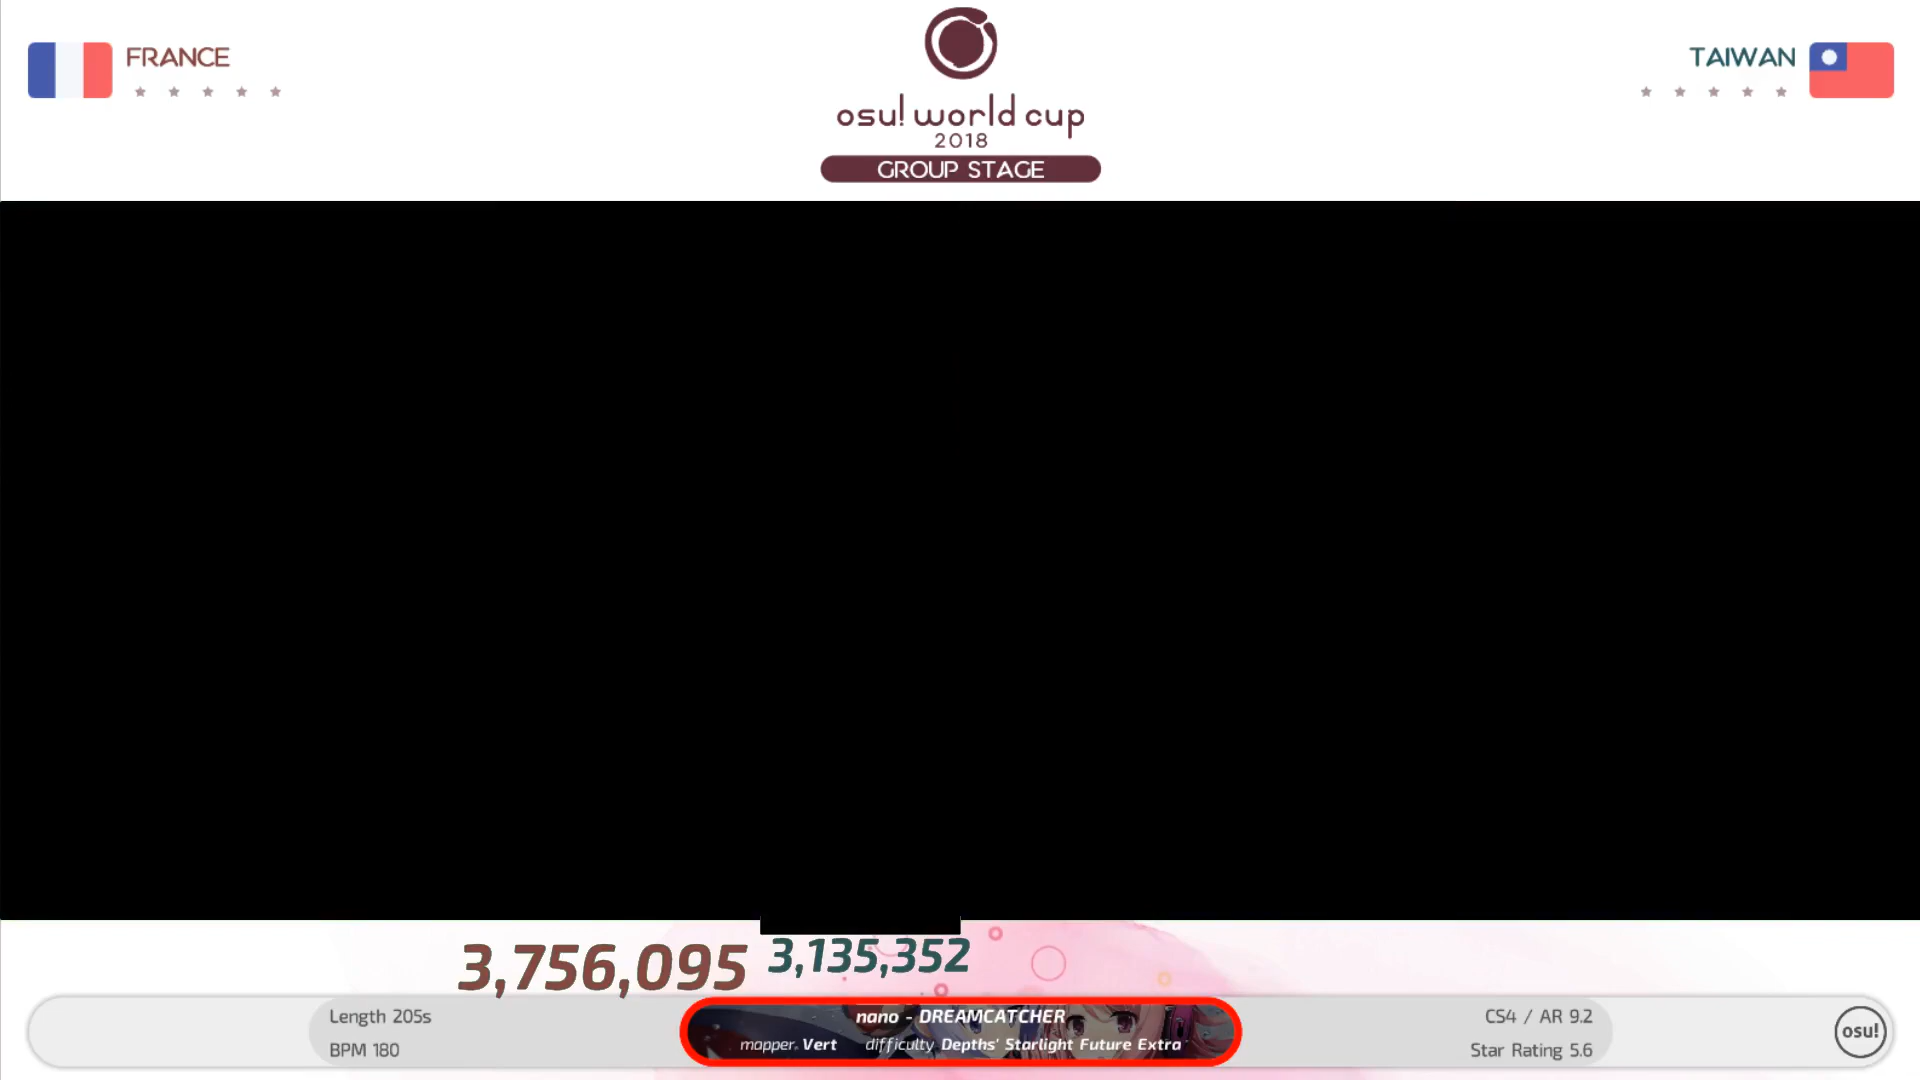 FRANCE
TAIWAN
osu! world cup
2018
GROUP STAGE
3,756,095
3,135,352
Length 205s
BPM 180
nano - DREAMCATCHER
mapper Vert difficulty Depths' Starlight Future Extra
CS4 / AR 9.2
Star Rating 5.6
osu!